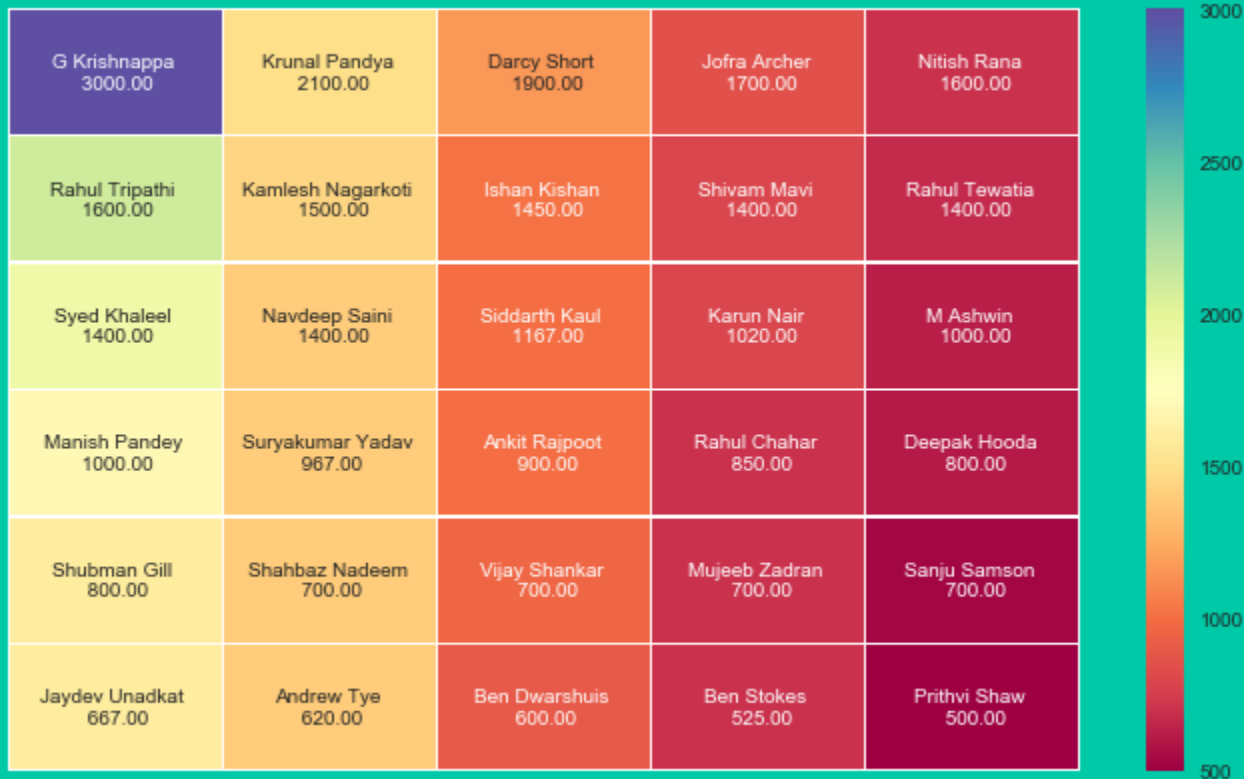 G Krishnappa
3000.00
Krunal Pandya
2100.00
Darcy Short
1900.00
Jofra Archer
1700.00
Nitish Rana
1600.00
Rahul Tripathi
1600.00
Kamlesh Nagarkoti
1500.00
Ishan Kishan
1450.00
Shivam Mavi
1400.00
Rahul Tewatia
1400.00
Syed Khaleel
1400.00
Navdeep Saini
1400.00
Siddarth Kaul
1167.00
Karun Nair
1020.00
M Ashwin
1000.00
Manish Pandey
1000.00
Suryakumar Yadav
967.00
Ankit Rajpoot
900.00
Rahul Chahar
850.00
Deepak Hooda
800.00
Shubman Gill
800.00
Shahbaz Nadeem
700.00
Vijay Shankar
700.00
Mujeeb Zadran
700.00
Sanju Samson
700.00
Jaydev Unadkat
667.00
Andrew Tye
620.00
Ben Dwarshuis
600.00
Ben Stokes
525.00
Prithvi Shaw
500.00
3000
2500
2000
1500
1000
500